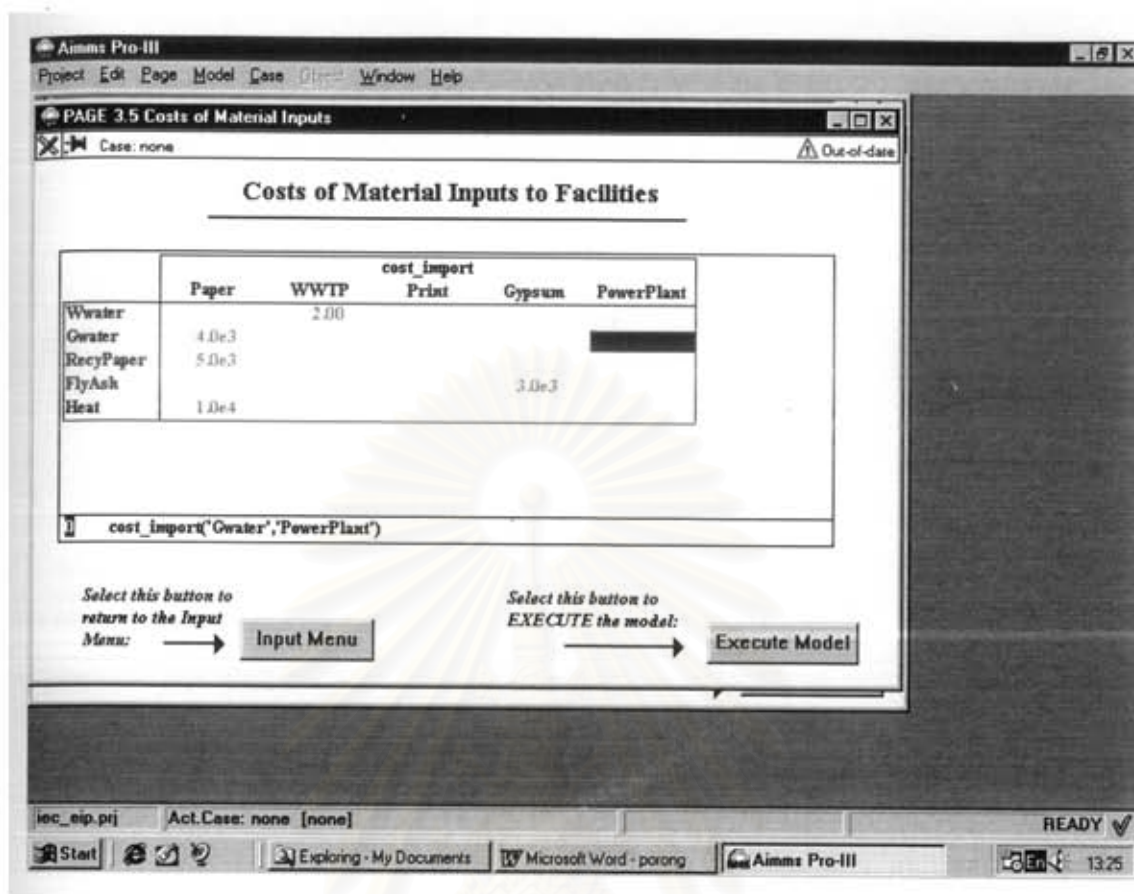 Aimms Pro-III
Project Edit Page Model Case Object Window Help
PAGE 3.5 Costs of Material Inputs
Case: none Out-of-date
Costs of Material Inputs to Facilities
cost_import
Paper WWTP Print Gypsum PowerPlant
Wwater 2.00
Gwater 4.0e3
RecyPaper 5.0e3
FlyAsh 3.0e3
Heat 1.0e4
cost_import('Gwater','PowerPlant')
Select this button to
return to the Input
Menu:
Input Menu
Select this button to
EXECUTE the model:
Execute Model
iec_eip.prj Act.Case: none [none] READY
Start Exploring - My Documents Microsoft Word - porong Aimms Pro-III En 13:25